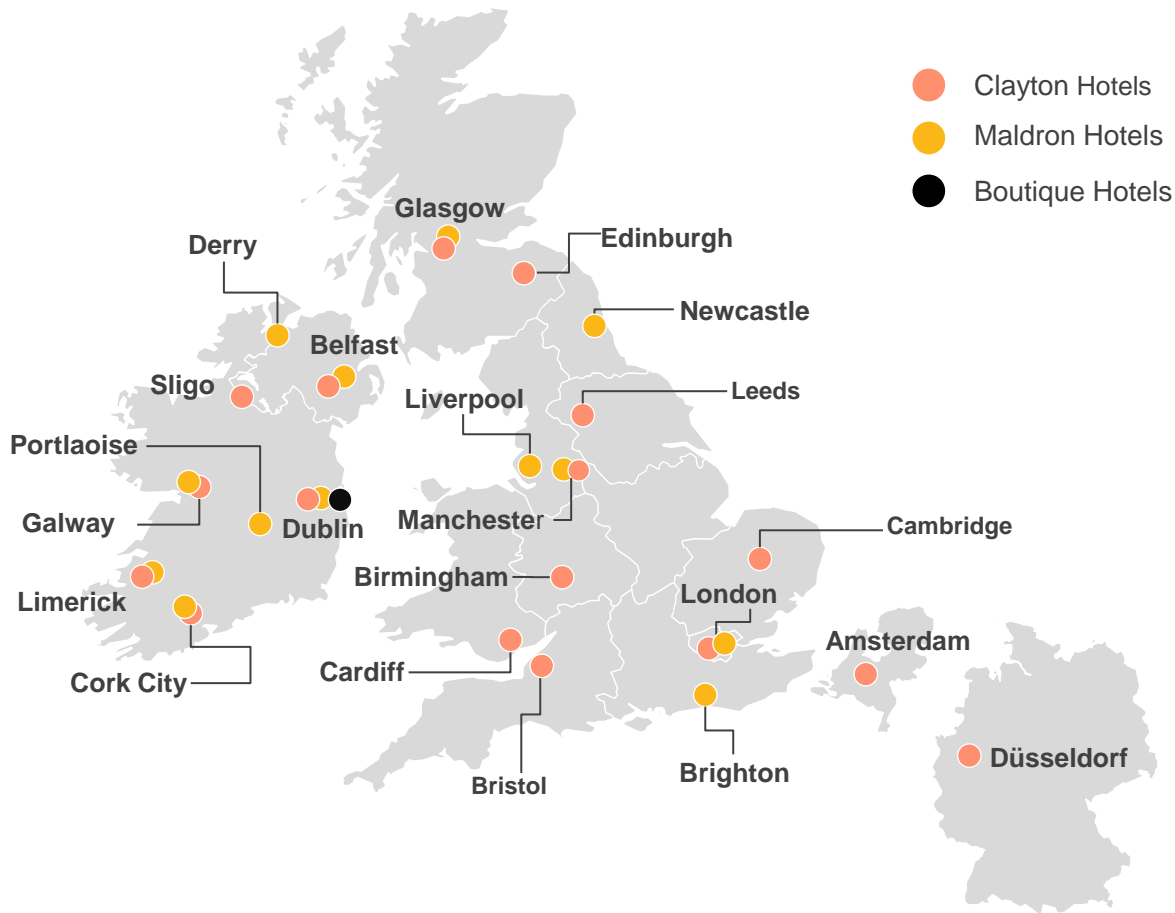 Clayton Hotels
Maldron Hotels
Boutique Hotels
Glasgow
Edinburgh
Derry
Newcastle
Belfast
Sligo
Liverpool
Leeds
Portlaoise
Galway
Dublin
Manchester
Cambridge
Birmingham
London
Limerick
Amsterdam
Cardiff
Cork City
Düsseldorf
Bristol
Brighton